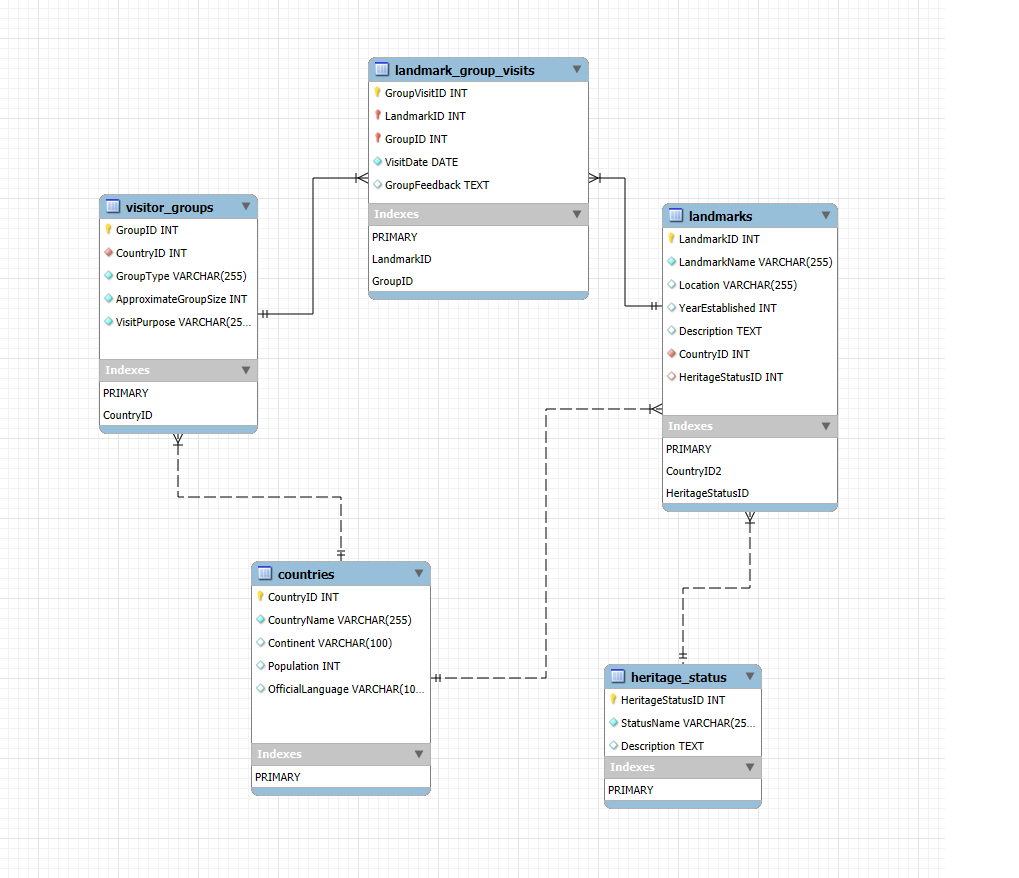 landmark_group_visits
GroupVisitID INT
LandmarkID INT
GroupID INT
VisitDate DATE
GroupFeedback TEXT
Indexes
PRIMARY
LandmarkID
GroupID
visitor_groups
GroupID INT
CountryID INT
GroupType VARCHAR(255)
ApproximateGroupSize INT
VisitPurpose VARCHAR(25...
Indexes
PRIMARY
CountryID
landmarks
LandmarkID INT
LandmarkName VARCHAR(255)
Location VARCHAR(255)
YearEstablished INT
Description TEXT
CountryID INT
HeritageStatusID INT
Indexes
PRIMARY
CountryID2
HeritageStatusID
countries
CountryID INT
CountryName VARCHAR(255)
Continent VARCHAR(100)
Population INT
OfficialLanguage VARCHAR(10...
Indexes
PRIMARY
heritage_status
HeritageStatusID INT
StatusName VARCHAR(25...
Description TEXT
Indexes
PRIMARY